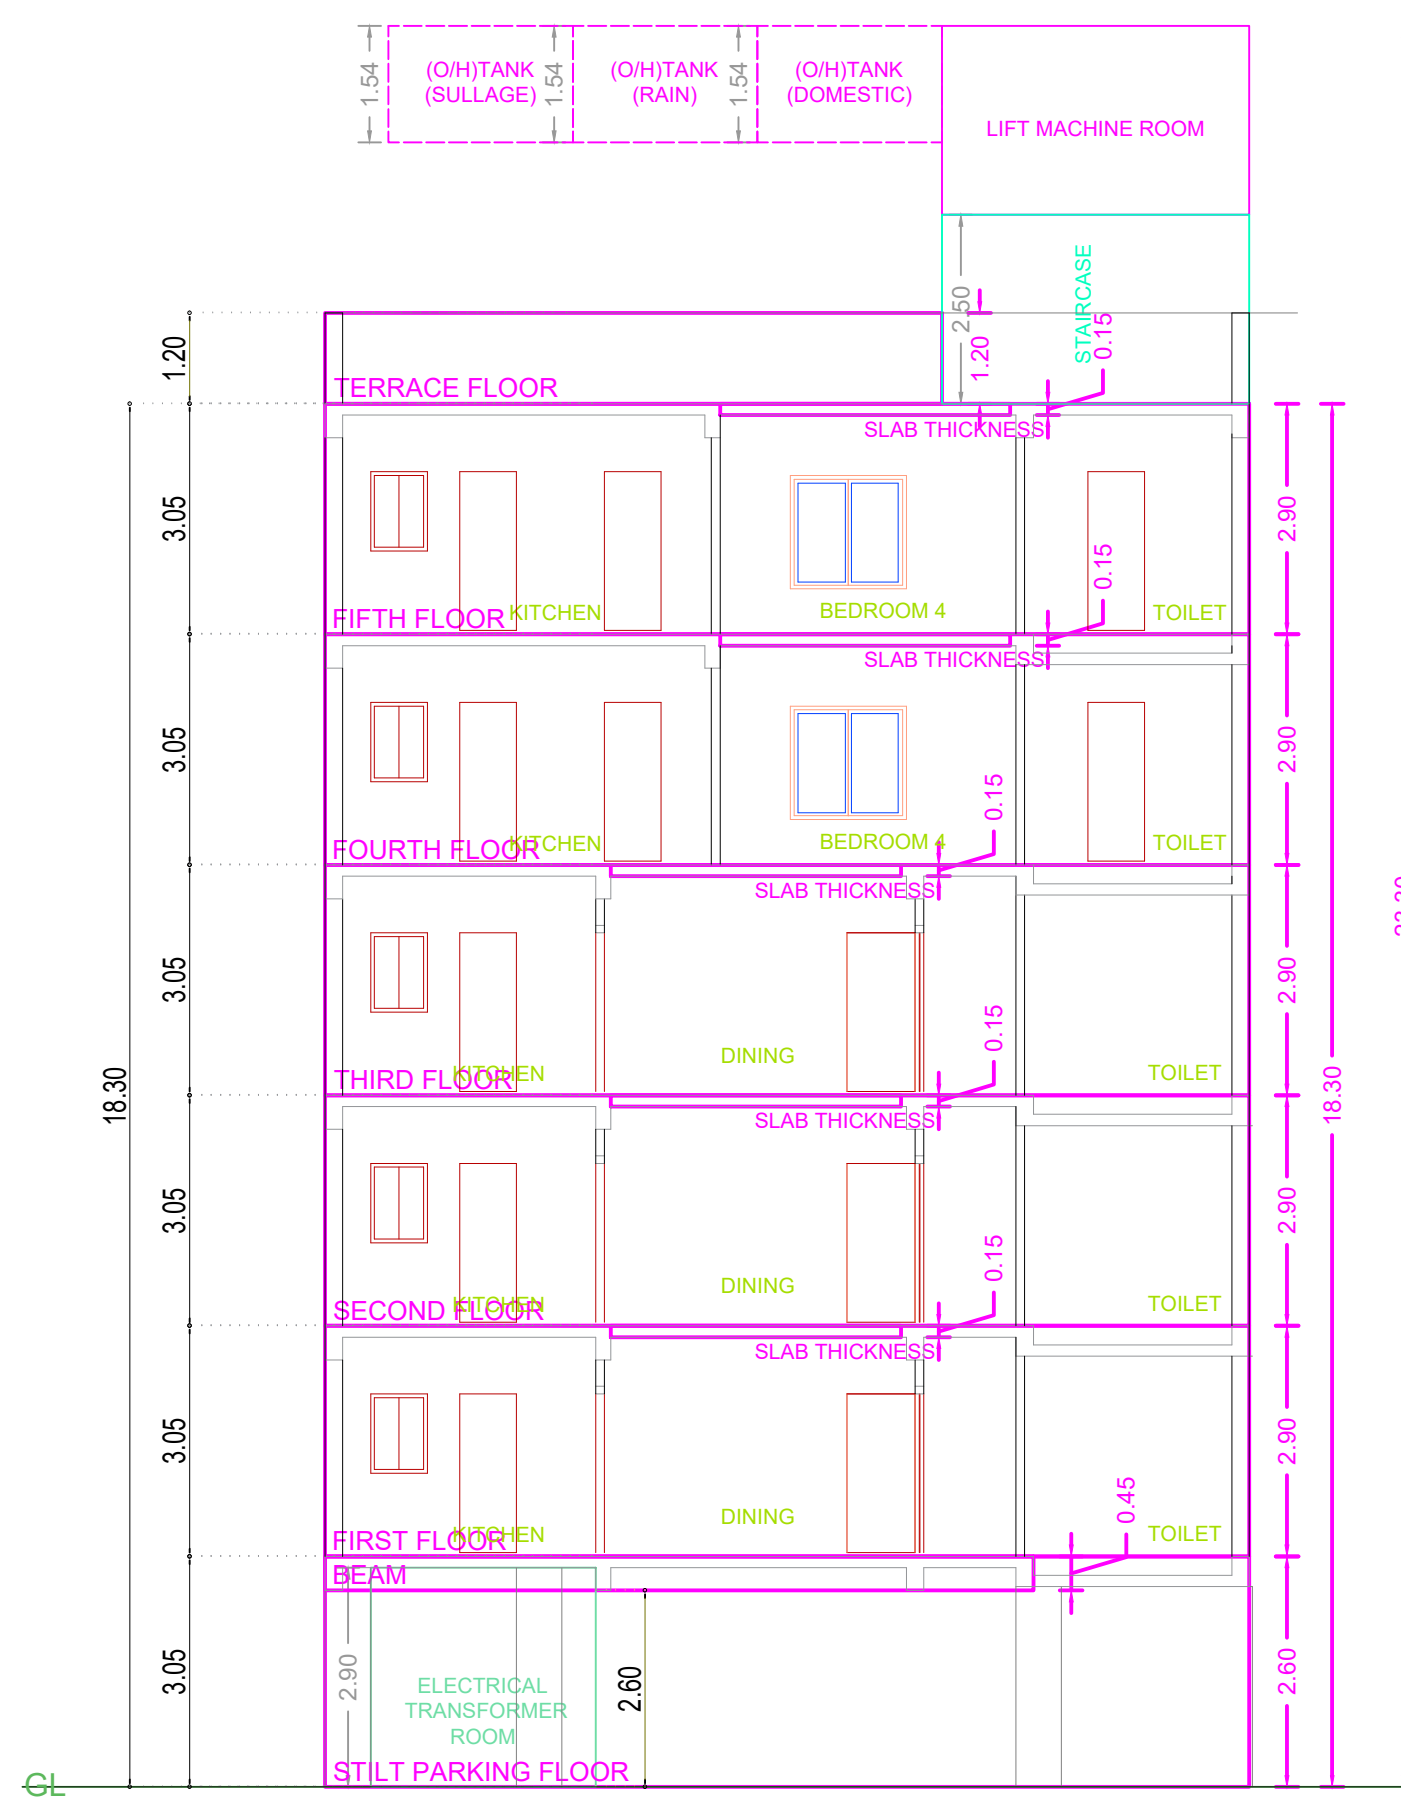 1.54
(O/H)TANK
(SULLAGE)
1.54
(O/H)TANK
(RAIN)
1.54
(O/H)TANK
(DOMESTIC)
LIFT MACHINE ROOM
2.50
STAIRCASE
1.20
1.20
0.15
TERRACE FLOOR
SLAB THICKNESS
3.05
2.90
0.15
FIFTH FLOOR
KITCHEN
BEDROOM 4
TOILET
SLAB THICKNESS
3.05
2.90
0.15
FOURTH FLOOR
KITCHEN
BEDROOM 4
TOILET
SLAB THICKNESS
3.05
2.90
0.15
DINING
THIRD FLOOR
KITCHEN
TOILET
18.30
18.30
SLAB THICKNESS
3.05
2.90
0.15
DINING
SECOND FLOOR
KITCHEN
TOILET
SLAB THICKNESS
3.05
2.90
0.45
DINING
FIRST FLOOR
KITCHEN
TOILET
BEAM
3.05
2.90
2.60
2.60
ELECTRICAL
TRANSFORMER
ROOM
STILT PARKING FLOOR
GL